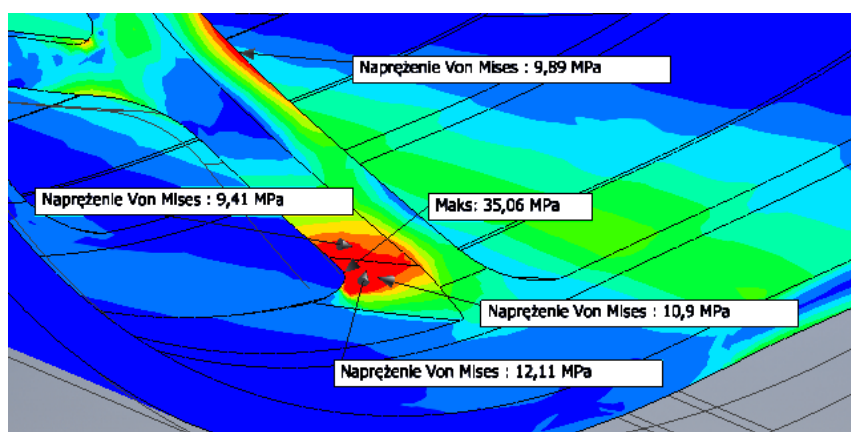 Naprężenie Von Mises : 9,89 MPa
Naprężenie Von Mises : 9,41 MPa
Maks: 35,06 MPa
Naprężenie Von Mises : 10,9 MPa
Naprężenie Von Mises : 12,11 MPa